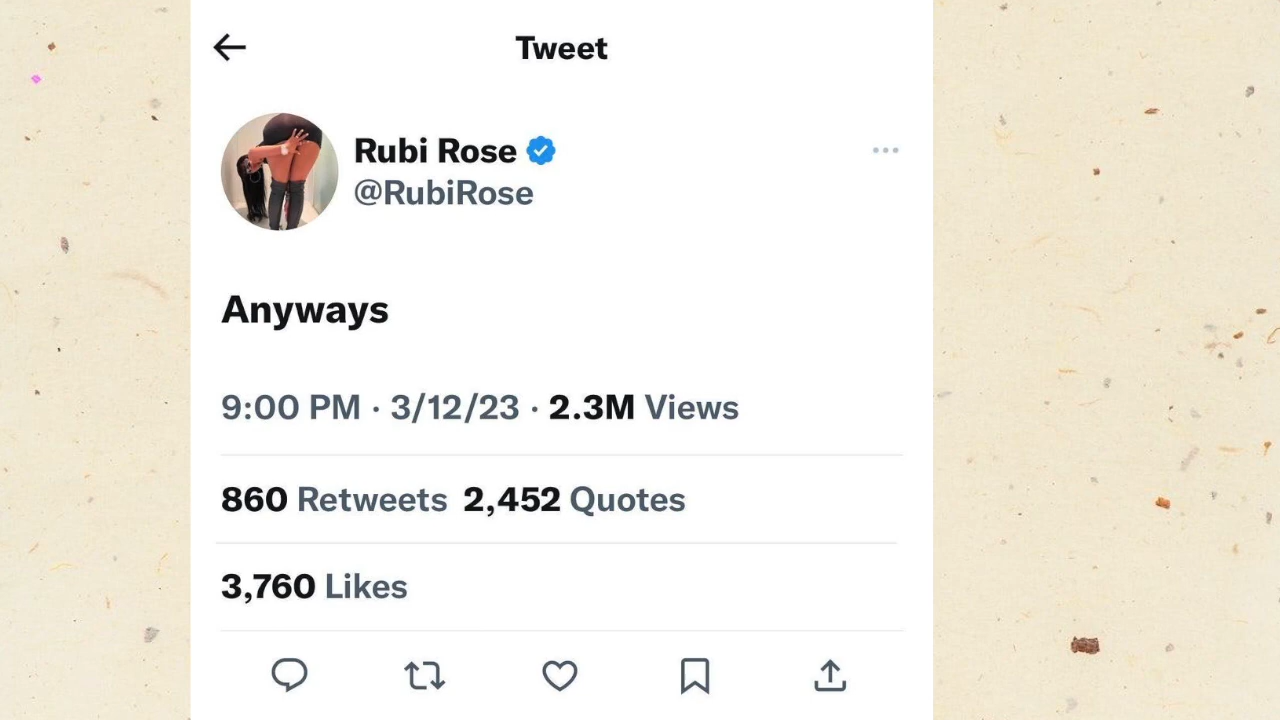 Tweet
Rubi Rose
@RubiRose
Anyways
9:00 PM · 3/12/23 · 2.3M Views
860 Retweets 2,452 Quotes
3,760 Likes